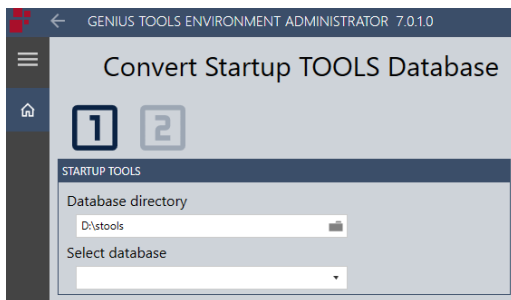 GENIUS TOOLS ENVIRONMENT ADMINISTRATOR 7.0.1.0
Convert Startup TOOLS Database
1 2
STARTUP TOOLS
Database directory
D:\stools
Select database